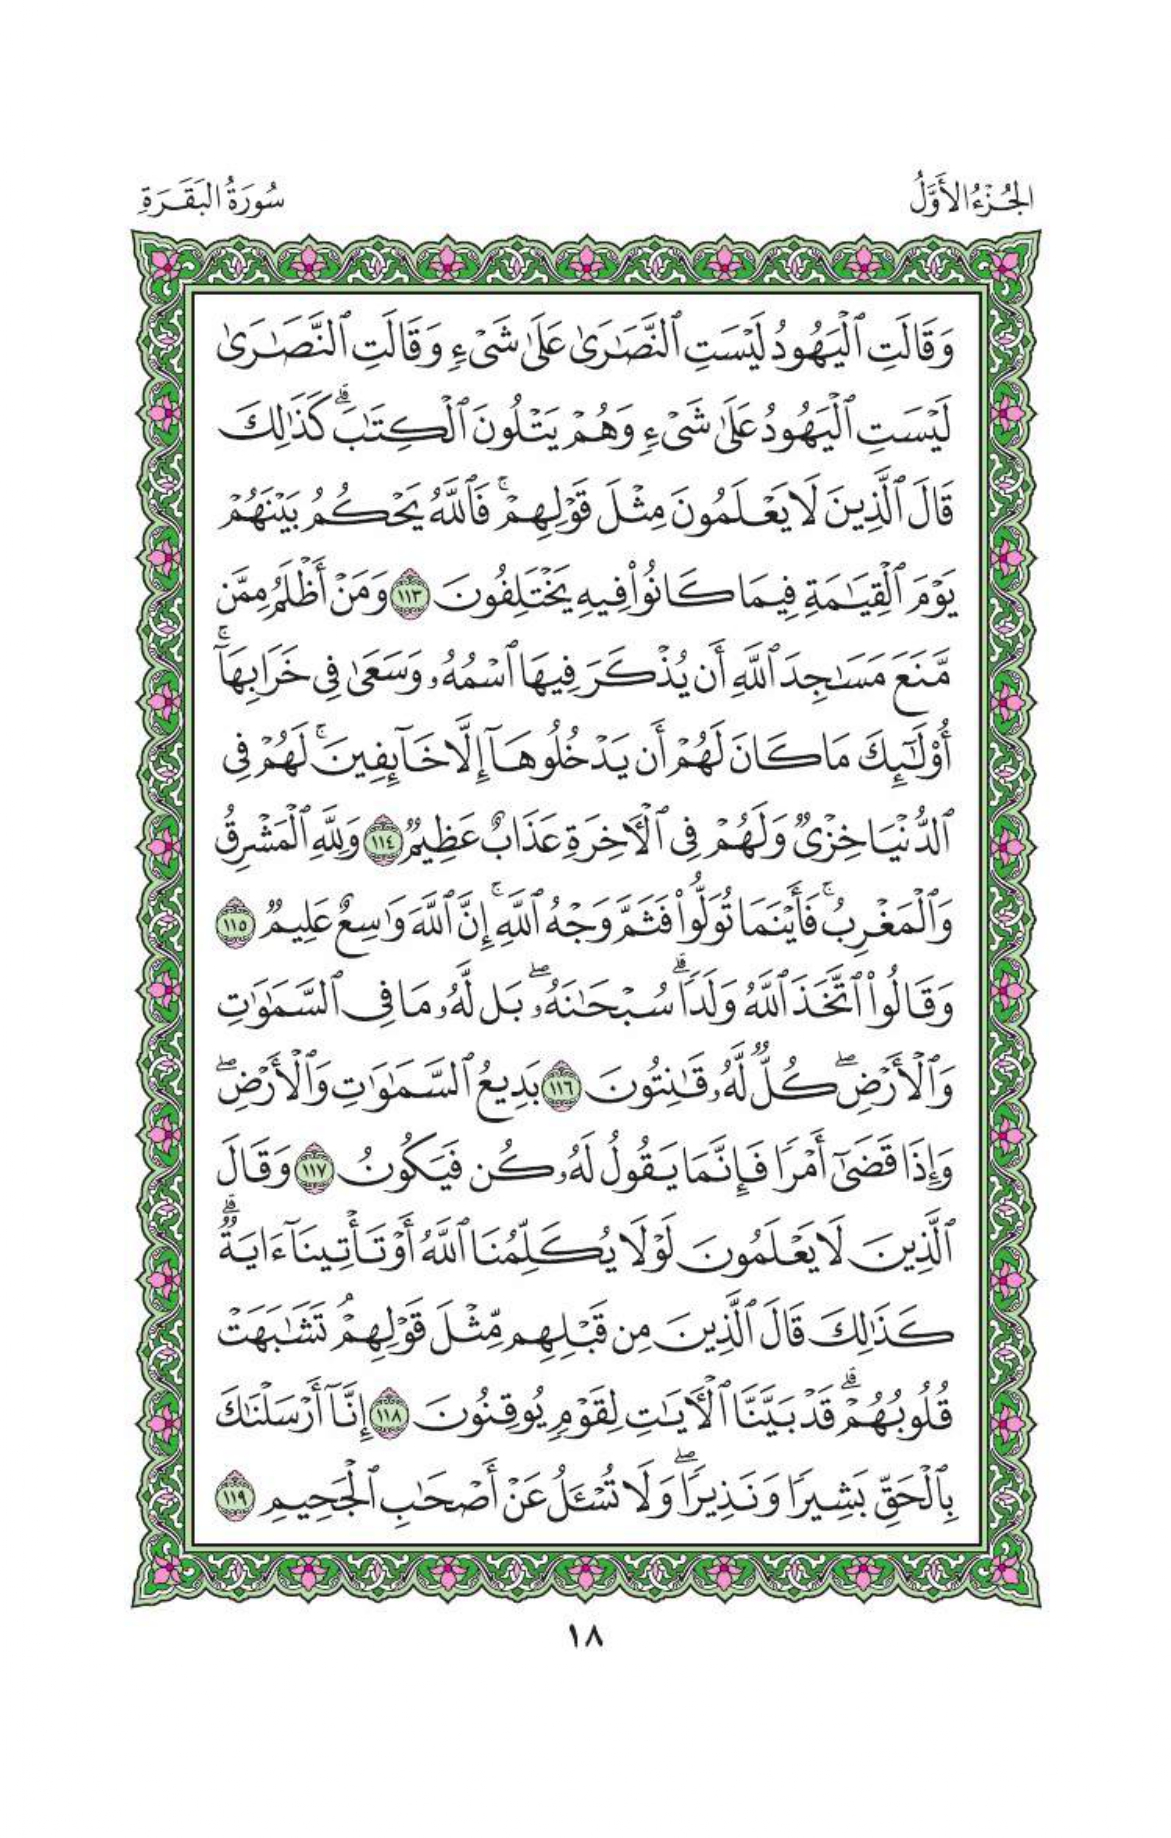 الجُزْءُ الأَوَّلُ
سُورَةُ البَقَرَةِ
وَقَالَتِ ٱلْيَهُودُ لَيْسَتِ ٱلنَّصَٰرَىٰ عَلَىٰ شَىْءٍ وَقَالَتِ ٱلنَّصَٰرَىٰ
لَيْسَتِ ٱلْيَهُودُ عَلَىٰ شَىْءٍ وَهُمْ يَتْلُونَ ٱلْكِتَٰبَ ۗ كَذَٰلِكَ
قَالَ ٱلَّذِينَ لَا يَعْلَمُونَ مِثْلَ قَوْلِهِمْ ۚ فَٱللَّهُ يَحْكُمُ بَيْنَهُمْ
يَوْمَ ٱلْقِيَٰمَةِ فِيمَا كَانُوا۟ فِيهِ يَخْتَلِفُونَ ١١٣ وَمَنْ أَظْلَمُ مِمَّن
مَّنَعَ مَسَٰجِدَ ٱللَّهِ أَن يُذْكَرَ فِيهَا ٱسْمُهُۥ وَسَعَىٰ فِى خَرَابِهَآ ۚ
أُو۟لَٰٓئِكَ مَا كَانَ لَهُمْ أَن يَدْخُلُوهَآ إِلَّا خَآئِفِينَ ۚ لَهُمْ فِى
ٱلدُّنْيَا خِزْىٌ وَلَهُمْ فِى ٱلْـَٔاخِرَةِ عَذَابٌ عَظِيمٌ ١١٤ وَلِلَّهِ ٱلْمَشْرِقُ
وَٱلْمَغْرِبُ ۚ فَأَيْنَمَا تُوَلُّوا۟ فَثَمَّ وَجْهُ ٱللَّهِ ۚ إِنَّ ٱللَّهَ وَٰسِعٌ عَلِيمٌ ١١٥
وَقَالُوا۟ ٱتَّخَذَ ٱللَّهُ وَلَدًا ۗ سُبْحَٰنَهُۥ ۖ بَل لَّهُۥ مَا فِى ٱلسَّمَٰوَٰتِ
وَٱلْأَرْضِ ۖ كُلٌّ لَّهُۥ قَٰنِتُونَ ١١٦ بَدِيعُ ٱلسَّمَٰوَٰتِ وَٱلْأَرْضِ ۖ
وَإِذَا قَضَىٰٓ أَمْرًا فَإِنَّمَا يَقُولُ لَهُۥ كُن فَيَكُونُ ١١٧ وَقَالَ
ٱلَّذِينَ لَا يَعْلَمُونَ لَوْلَا يُكَلِّمُنَا ٱللَّهُ أَوْ تَأْتِينَآ ءَايَةٌ ۗ
كَذَٰلِكَ قَالَ ٱلَّذِينَ مِن قَبْلِهِم مِّثْلَ قَوْلِهِمْ ۘ تَشَٰبَهَتْ
قُلُوبُهُمْ ۗ قَدْ بَيَّنَّا ٱلْـَٔايَٰتِ لِقَوْمٍ يُوقِنُونَ ١١٨ إِنَّآ أَرْسَلْنَٰكَ
بِٱلْحَقِّ بَشِيرًا وَنَذِيرًا ۖ وَلَا تُسْـَٔلُ عَنْ أَصْحَٰبِ ٱلْجَحِيمِ ١١٩
١٨